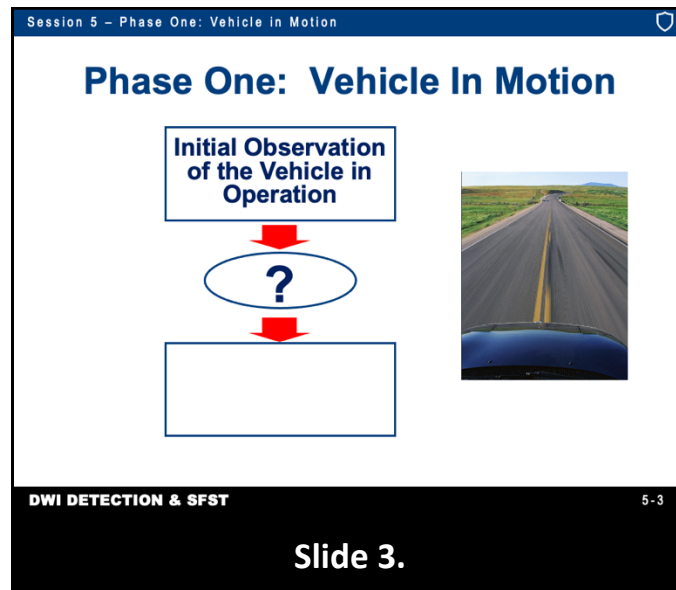 Session 5 – Phase One: Vehicle in Motion
Phase One: Vehicle In Motion
Initial Observation
of the Vehicle in
Operation
?
DWI DETECTION & SFST
5-3
Slide 3.